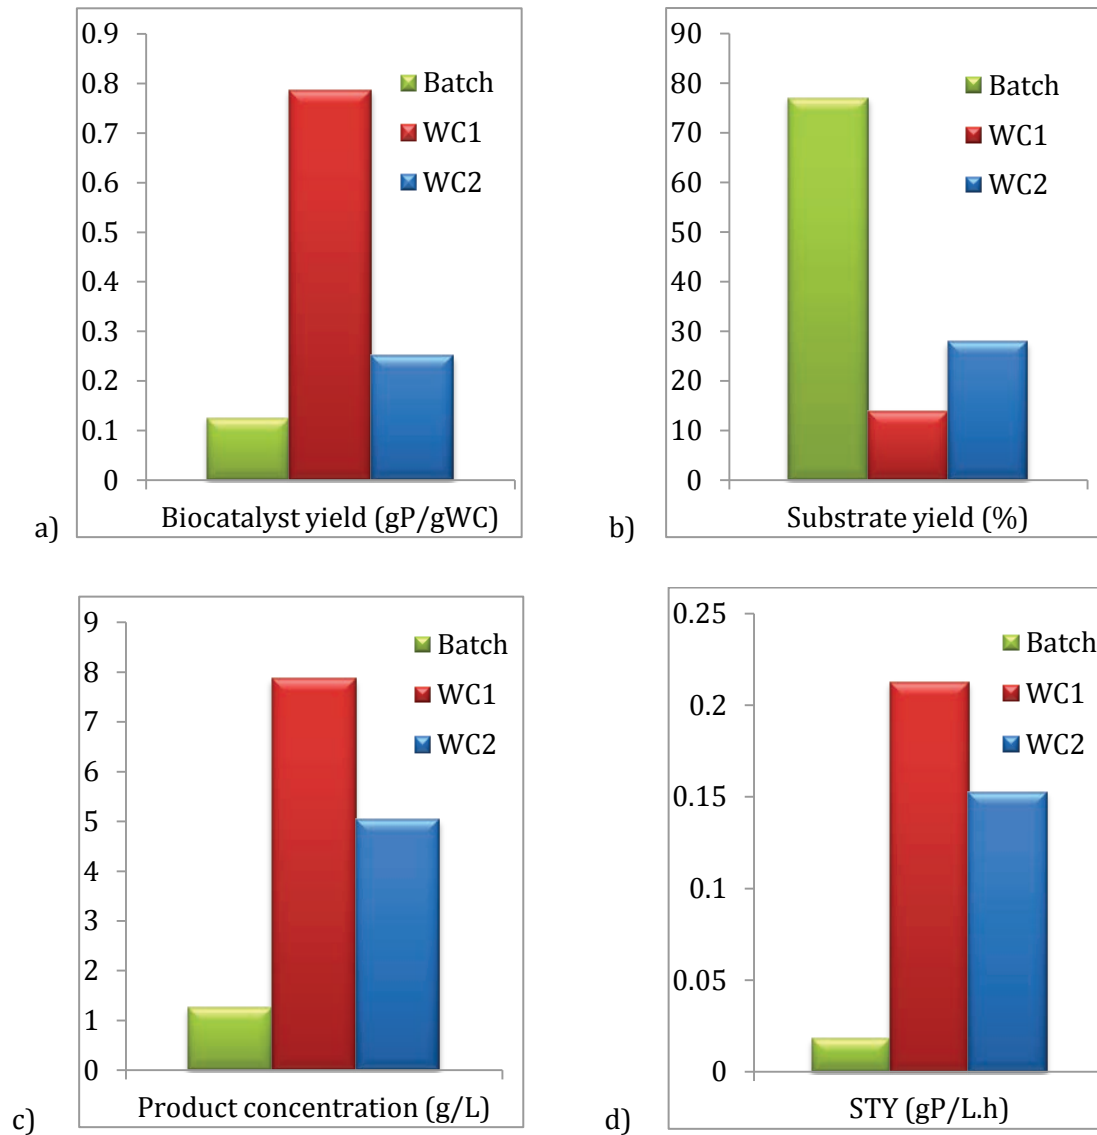 0.9
0.8
0.7
0.6
0.5
0.4
0.3
0.2
0.1
0
Batch
WC1
WC2
Biocatalyst yield (gP/gWC)
a)
90
80
70
60
50
40
30
20
10
0
Batch
WC1
WC2
Substrate yield (%)
b)
9
8
7
6
5
4
3
2
1
0
Batch
WC1
WC2
Product concentration (g/L)
c)
0.25
0.2
0.15
0.1
0.05
0
Batch
WC1
WC2
STY (gP/L.h)
d)